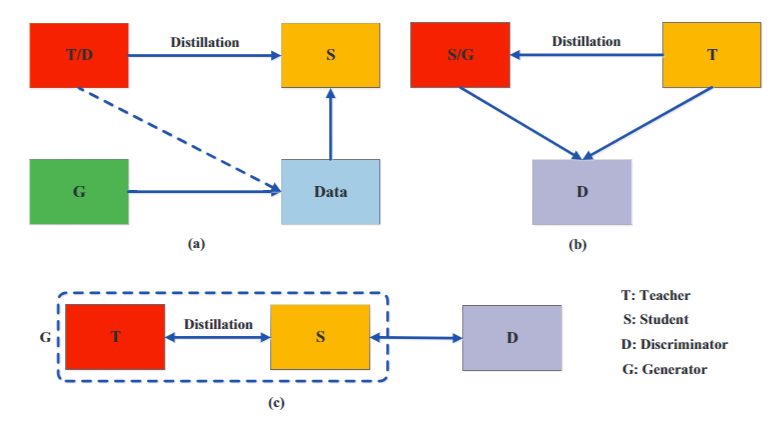 T/D
Distillation
S
G
Data
(a)
S/G
Distillation
T
D
(b)
G
T
Distillation
S
D
(c)
T: Teacher
S: Student
D: Discriminator
G: Generator